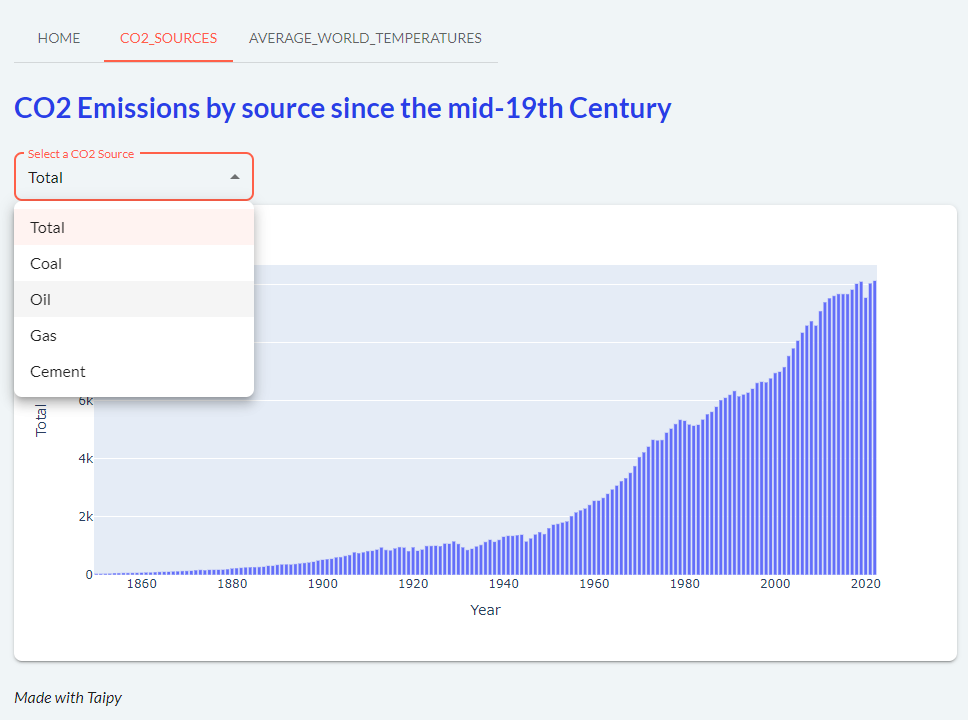 HOME CO2_SOURCES AVERAGE_WORLD_TEMPERATURES
CO2 Emissions by source since the mid-19th Century
Select a CO2 Source
Total
Total
Coal
Oil
Gas
Cement
Total
6k
4k
2k
0
1860 1880 1900 1920 1940 1960 1980 2000 2020
Year
Made with Taipy